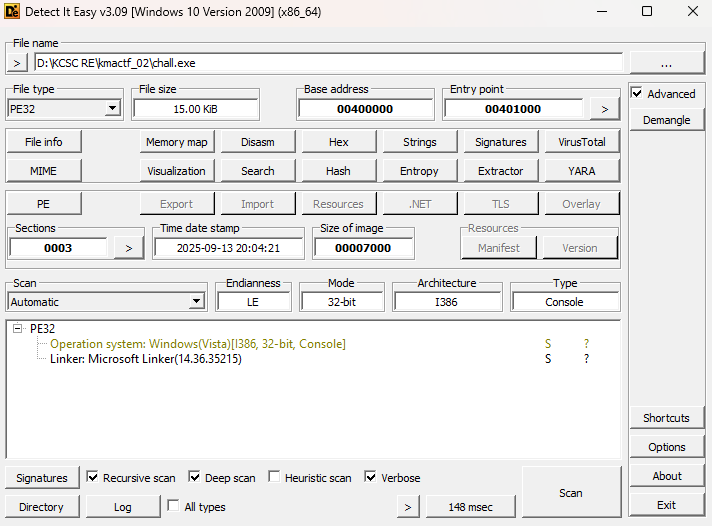 Detect It Easy v3.09 [Windows 10 Version 2009] (x86_64)
File name
> D:\KCSC RE\kmactf_02\chall.exe ...
File type File size Base address Entry point
PE32 15.00 KiB 00400000 00401000 >
Advanced
Demangle
File info Memory map Disasm Hex Strings Signatures VirusTotal
MIME Visualization Search Hash Entropy Extractor YARA
PE Export Import Resources .NET TLS Overlay
Sections Time date stamp Size of image Resources
0003 > 2025-09-13 20:04:21 00007000 Manifest Version
Scan Endianness Mode Architecture Type
Automatic LE 32-bit I386 Console
PE32
Operation system: Windows(Vista)[I386, 32-bit, Console] S ?
Linker: Microsoft Linker(14.36.35215) S ?
Shortcuts
Options
Signatures Recursive scan Deep scan Heuristic scan Verbose Scan About
Directory Log All types > 148 msec Exit